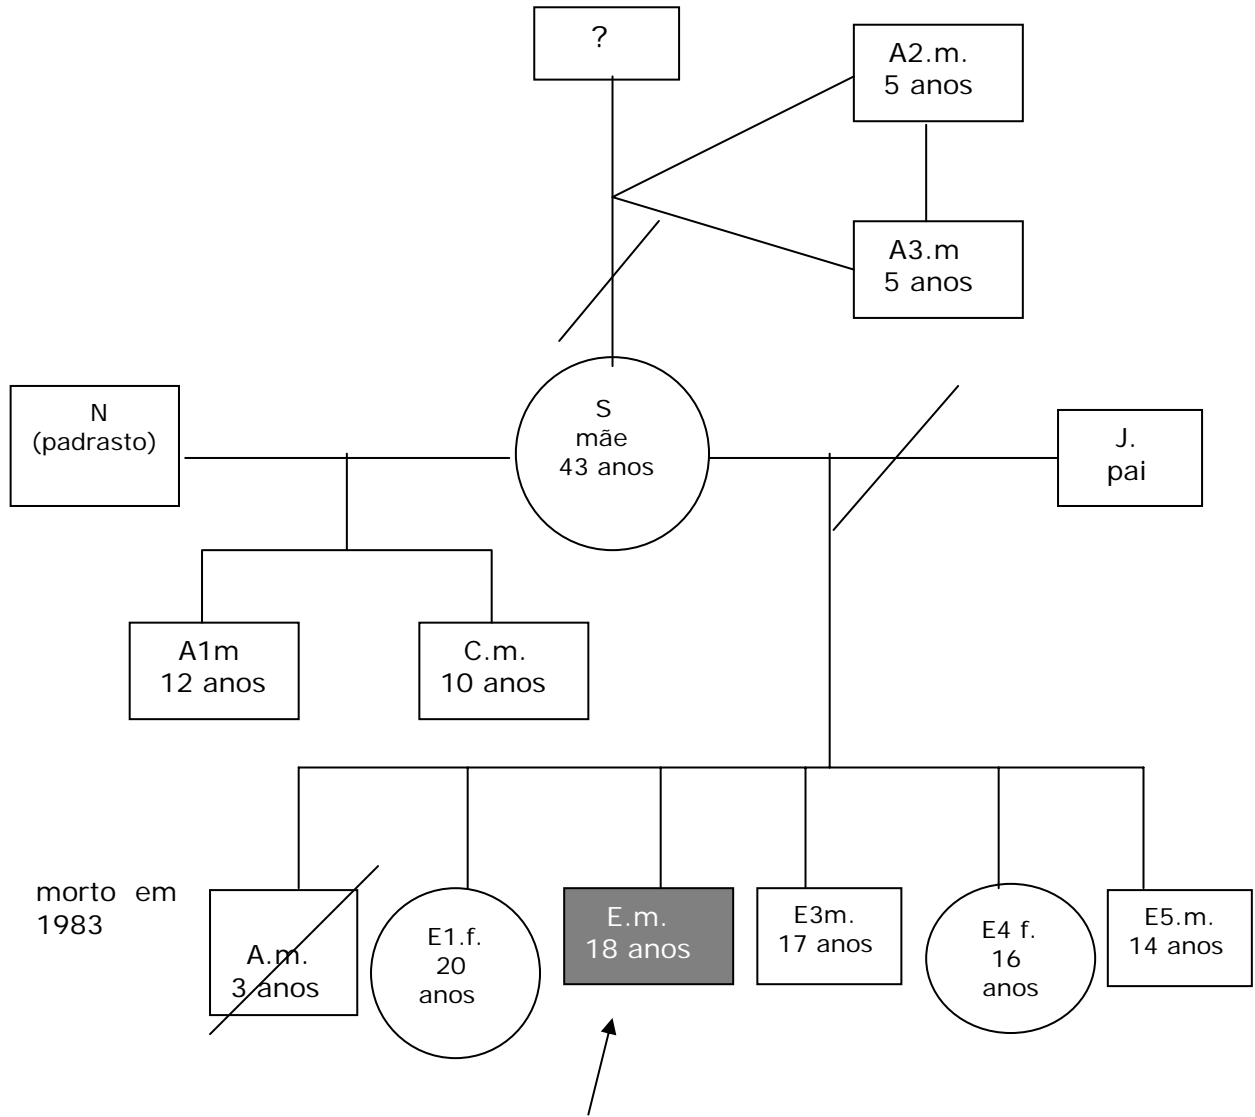 ?
A2.m.
5 anos
A3.m
5 anos
N
(padrasto)
S
mãe
43 anos
J.
pai
A1m
12 anos
C.m.
10 anos
morto em
1983
A.m.
3 anos
E1.f.
20
anos
E.m.
18 anos
E3m.
17 anos
E4 f.
16
anos
E5.m.
14 anos